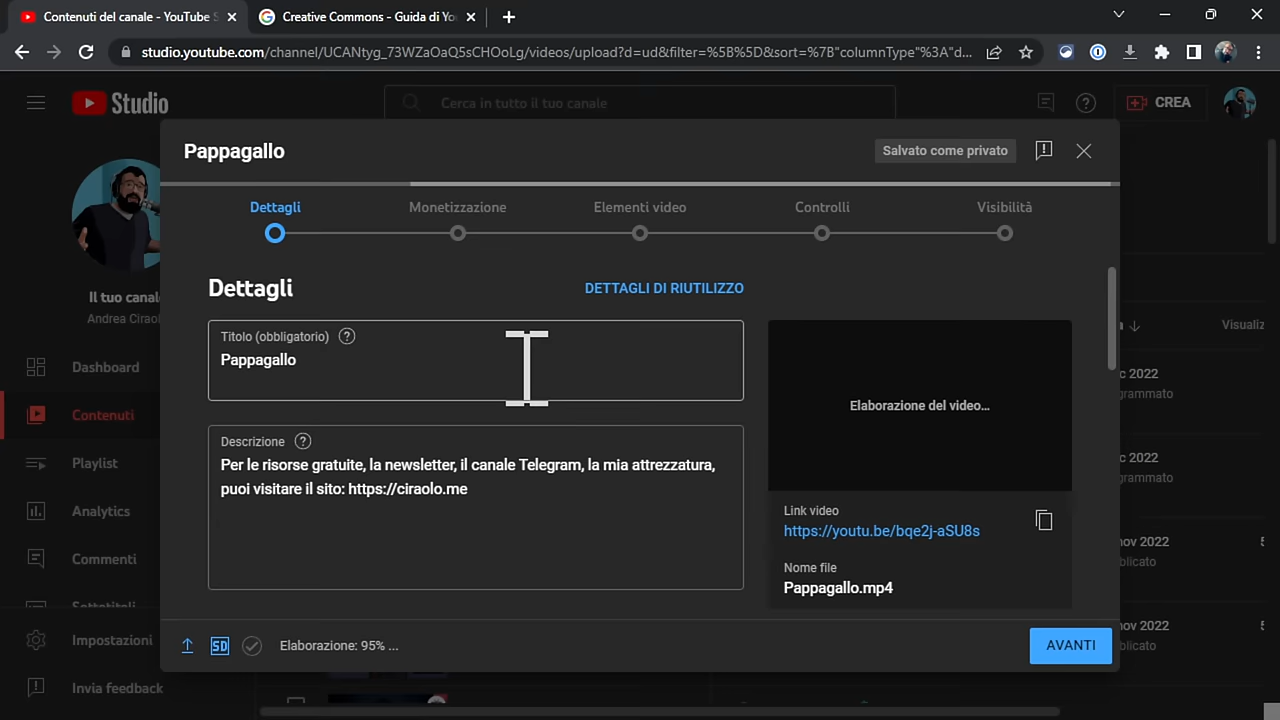 Contenuti del canale - YouTube S
Creative Commons - Guida di Yo
studio.youtube.com/channel/UCANtyg_73WZaOaQ5sCHOoLg/videos/upload?d=ud&filter=%5B%5D&sort=%7B"columnType"%3A"d...
Studio
Cerca in tutto il tuo canale
CREA
Pappagallo
Salvato come privato
Dettagli
Monetizzazione
Elementi video
Controlli
Visibilità
Il tuo canale
Andrea Ciraol
Dettagli
DETTAGLI DI RIUTILIZZO
Titolo (obbligatorio)
Pappagallo
Elaborazione del video...
Visualiz
Dashboard
c 2022
grammato
Contenuti
Descrizione
Per le risorse gratuite, la newsletter, il canale Telegram, la mia attrezzatura,
puoi visitare il sito: https://ciraolo.me
Playlist
c 2022
grammato
Analytics
Link video
https://youtu.be/bqe2j-aSU8s
nov 2022
blicato
Commenti
Nome file
Pappagallo.mp4
Sottotitoli
Impostazioni
SD
Elaborazione: 95% ...
AVANTI
nov 2022
blicato
Invia feedback